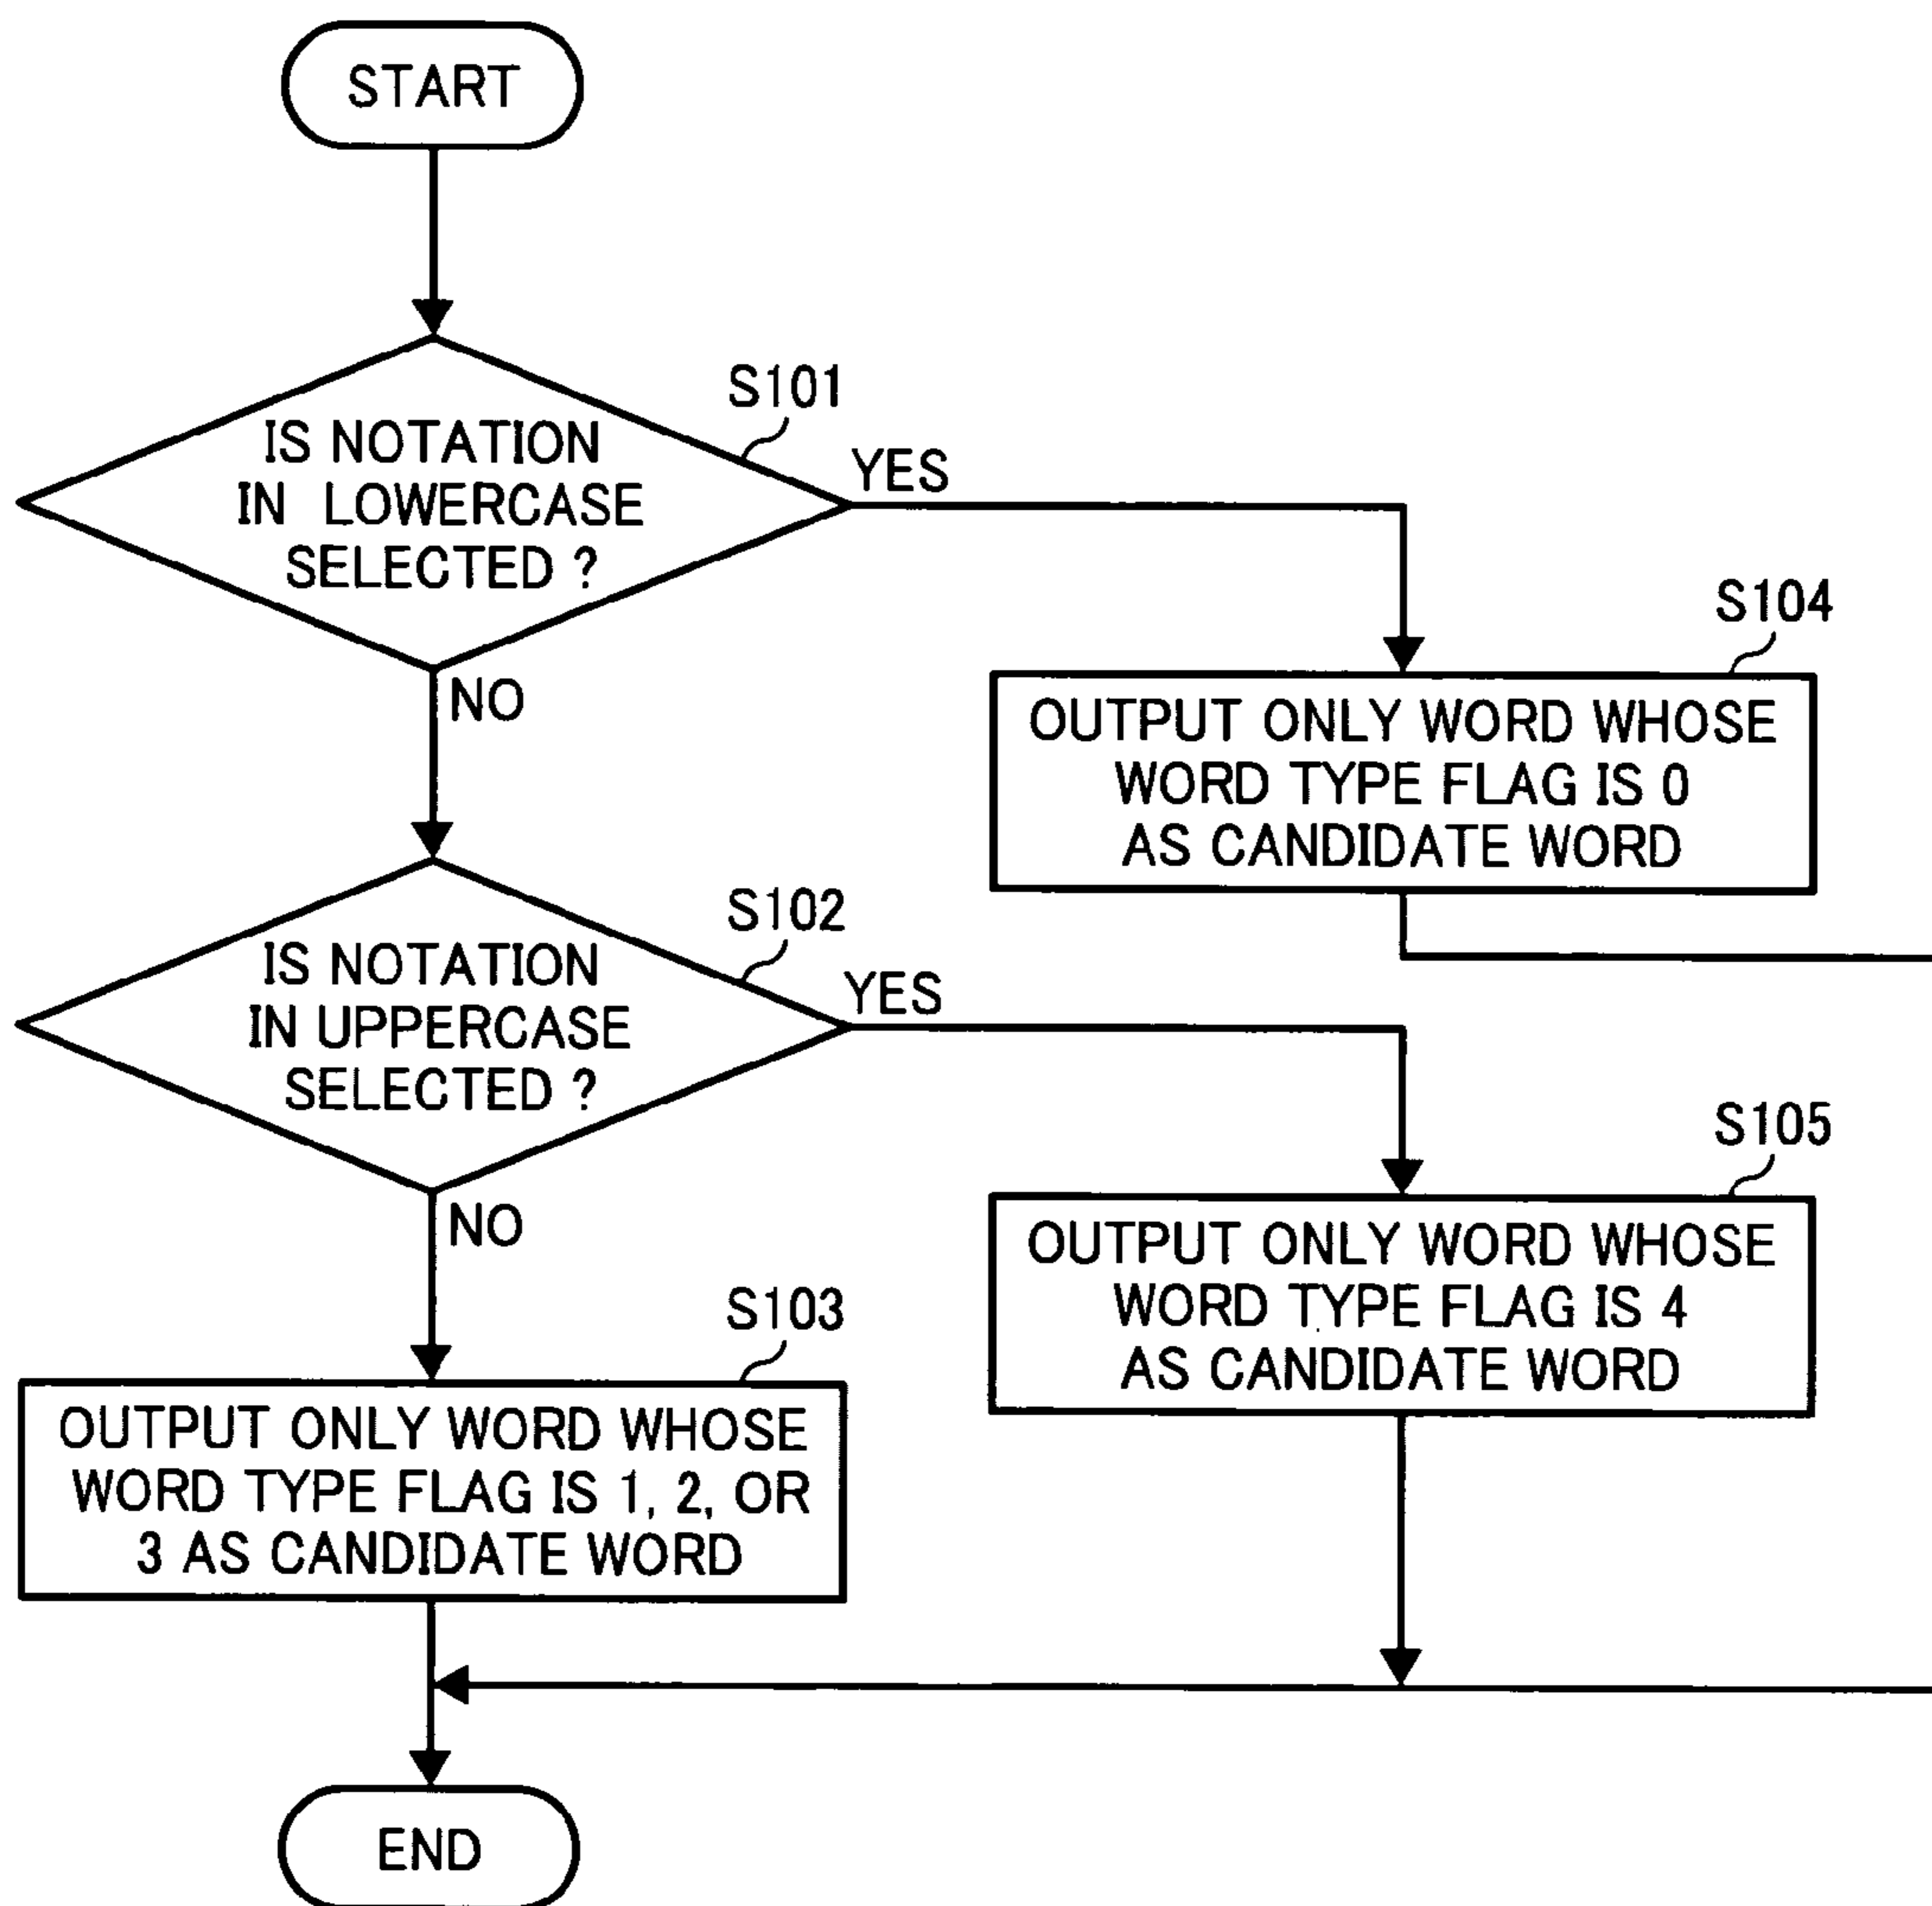 START
S101
IS NOTATION
IN LOWERCASE
SELECTED ?
YES
NO
S104
OUTPUT ONLY WORD WHOSE
WORD TYPE FLAG IS 0
AS CANDIDATE WORD
S102
IS NOTATION
IN UPPERCASE
SELECTED ?
YES
NO
S105
OUTPUT ONLY WORD WHOSE
WORD TYPE FLAG IS 4
AS CANDIDATE WORD
S103
OUTPUT ONLY WORD WHOSE
WORD TYPE FLAG IS 1, 2, OR
3 AS CANDIDATE WORD
END